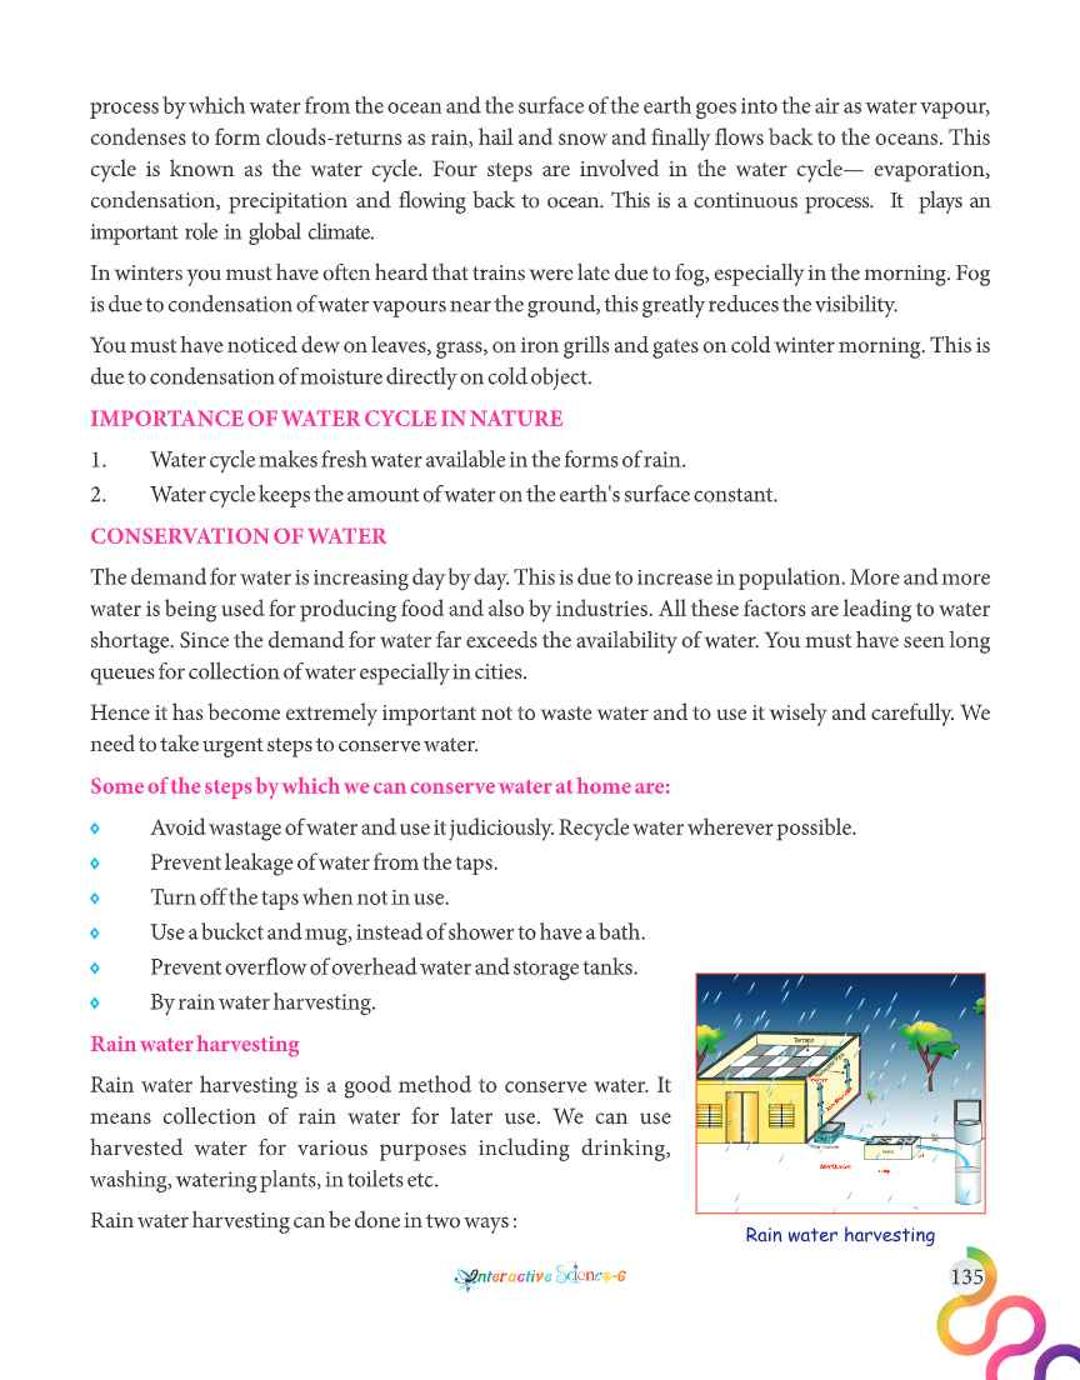 process by which water from the ocean and the surface of the earth goes into the air as water vapour,
condenses to form clouds-returns as rain, hail and snow and finally flows back to the oceans. This
cycle is known as the water cycle. Four steps are involved in the water cycle— evaporation,
condensation, precipitation and flowing back to ocean. This is a continuous process. It plays an
important role in global climate.
In winters you must have often heard that trains were late due to fog, especially in the morning. Fog
is due to condensation of water vapours near the ground, this greatly reduces the visibility.
You must have noticed dew on leaves, grass, on iron grills and gates on cold winter morning. This is
due to condensation of moisture directly on cold object.
IMPORTANCE OF WATER CYCLE IN NATURE
1. Water cycle makes fresh water available in the forms of rain.
2. Water cycle keeps the amount of water on the earth's surface constant.
CONSERVATION OF WATER
The demand for water is increasing day by day. This is due to increase in population. More and more
water is being used for producing food and also by industries. All these factors are leading to water
shortage. Since the demand for water far exceeds the availability of water. You must have seen long
queues for collection of water especially in cities.
Hence it has become extremely important not to waste water and to use it wisely and carefully. We
need to take urgent steps to conserve water.
Some of the steps by which we can conserve water at home are:
Avoid wastage of water and use it judiciously. Recycle water wherever possible.
Prevent leakage of water from the taps.
Turn off the taps when not in use.
Use a bucket and mug, instead of shower to have a bath.
Prevent overflow of overhead water and storage tanks.
By rain water harvesting.
Rain water harvesting
Rain water harvesting is a good method to conserve water. It
means collection of rain water for later use. We can use
harvested water for various purposes including drinking,
washing, watering plants, in toilets etc.
Rain water harvesting can be done in two ways :
Terrace
Rain water harvesting
Interactive Science-6
135